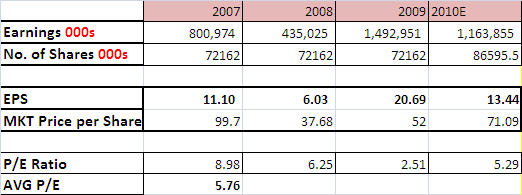 2007 2008 2009 2010E
Earnings 000s 800,974 435,025 1,492,951 1,163,855
No. of Shares 000s 72162 72162 72162 86595.5
EPS 11.10 6.03 20.69 13.44
MKT Price per Share 99.7 37.68 52 71.09
P/E Ratio 8.98 6.25 2.51 5.29
AVG P/E 5.76